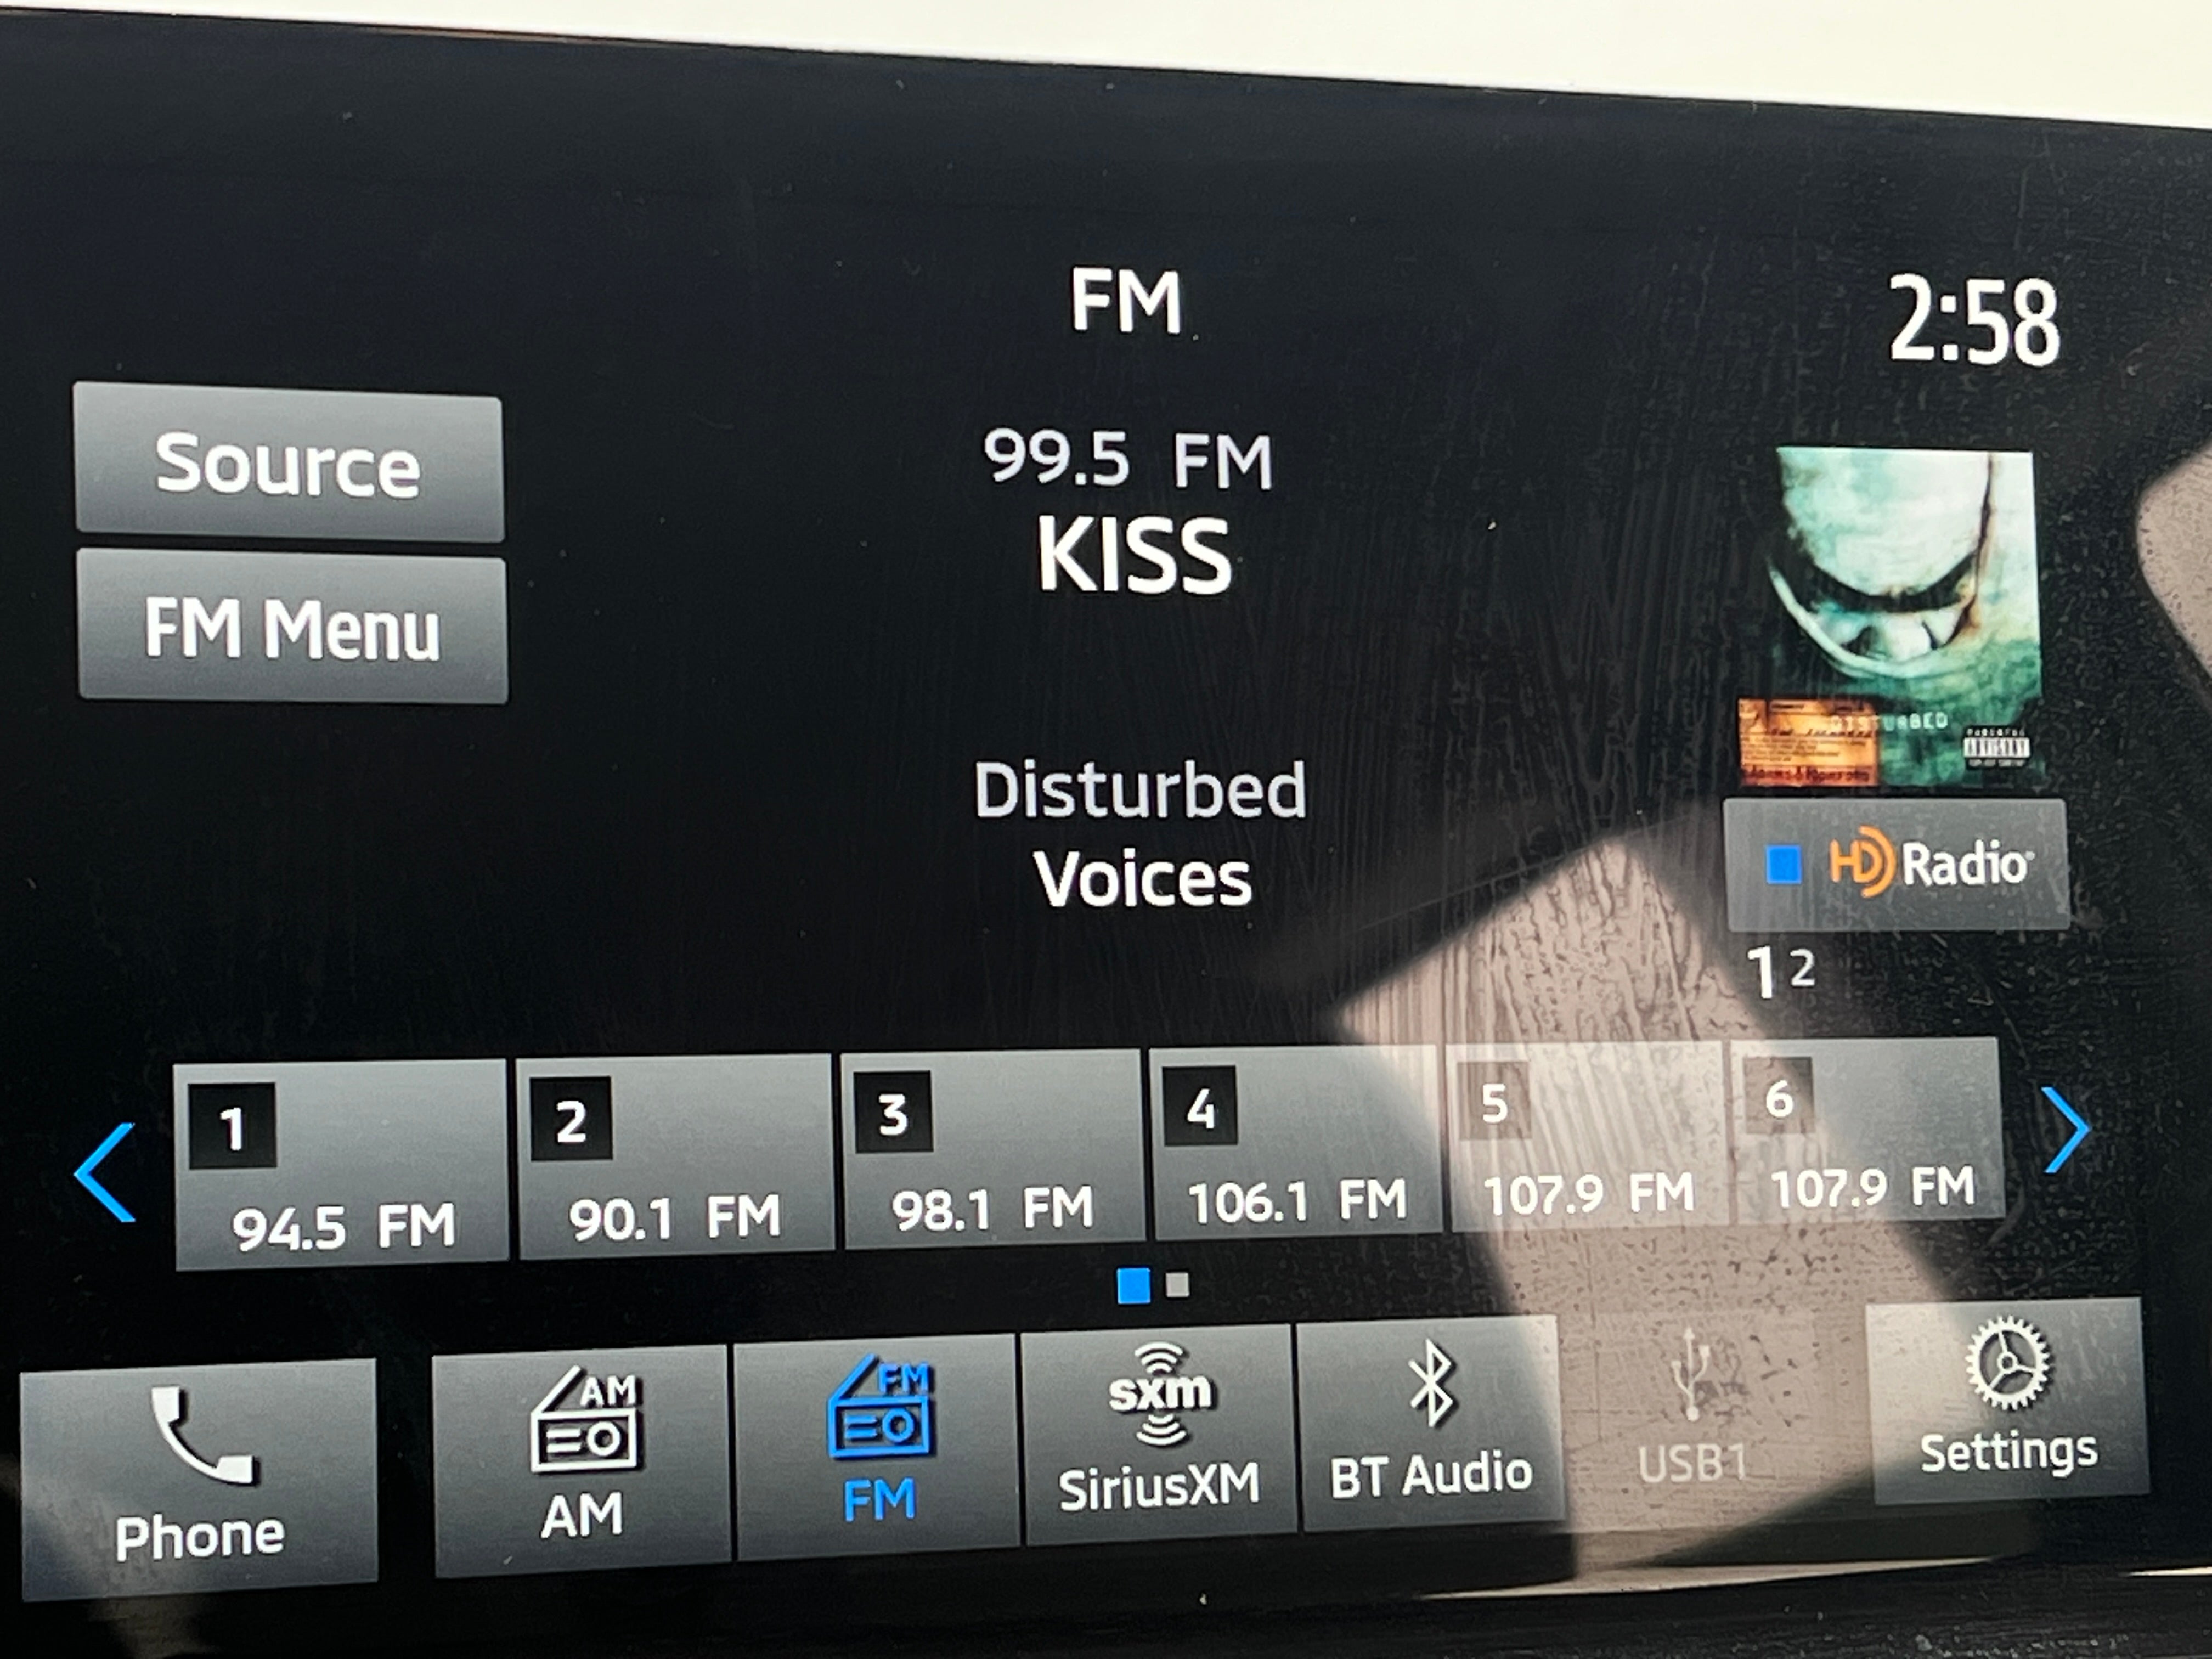 FM
2:58
Source
99.5 FM
KISS
FM Menu
DISTURBED
ADVISORY
Disturbed
Voices
HD Radio
1 2
1
2
3
4
5
6
94.5 FM
90.1 FM
98.1 FM
106.1 FM
107.9 FM
107.9 FM
AM
FM
sxm
Phone
AM
FM
SiriusXM
BT Audio
USB1
Settings